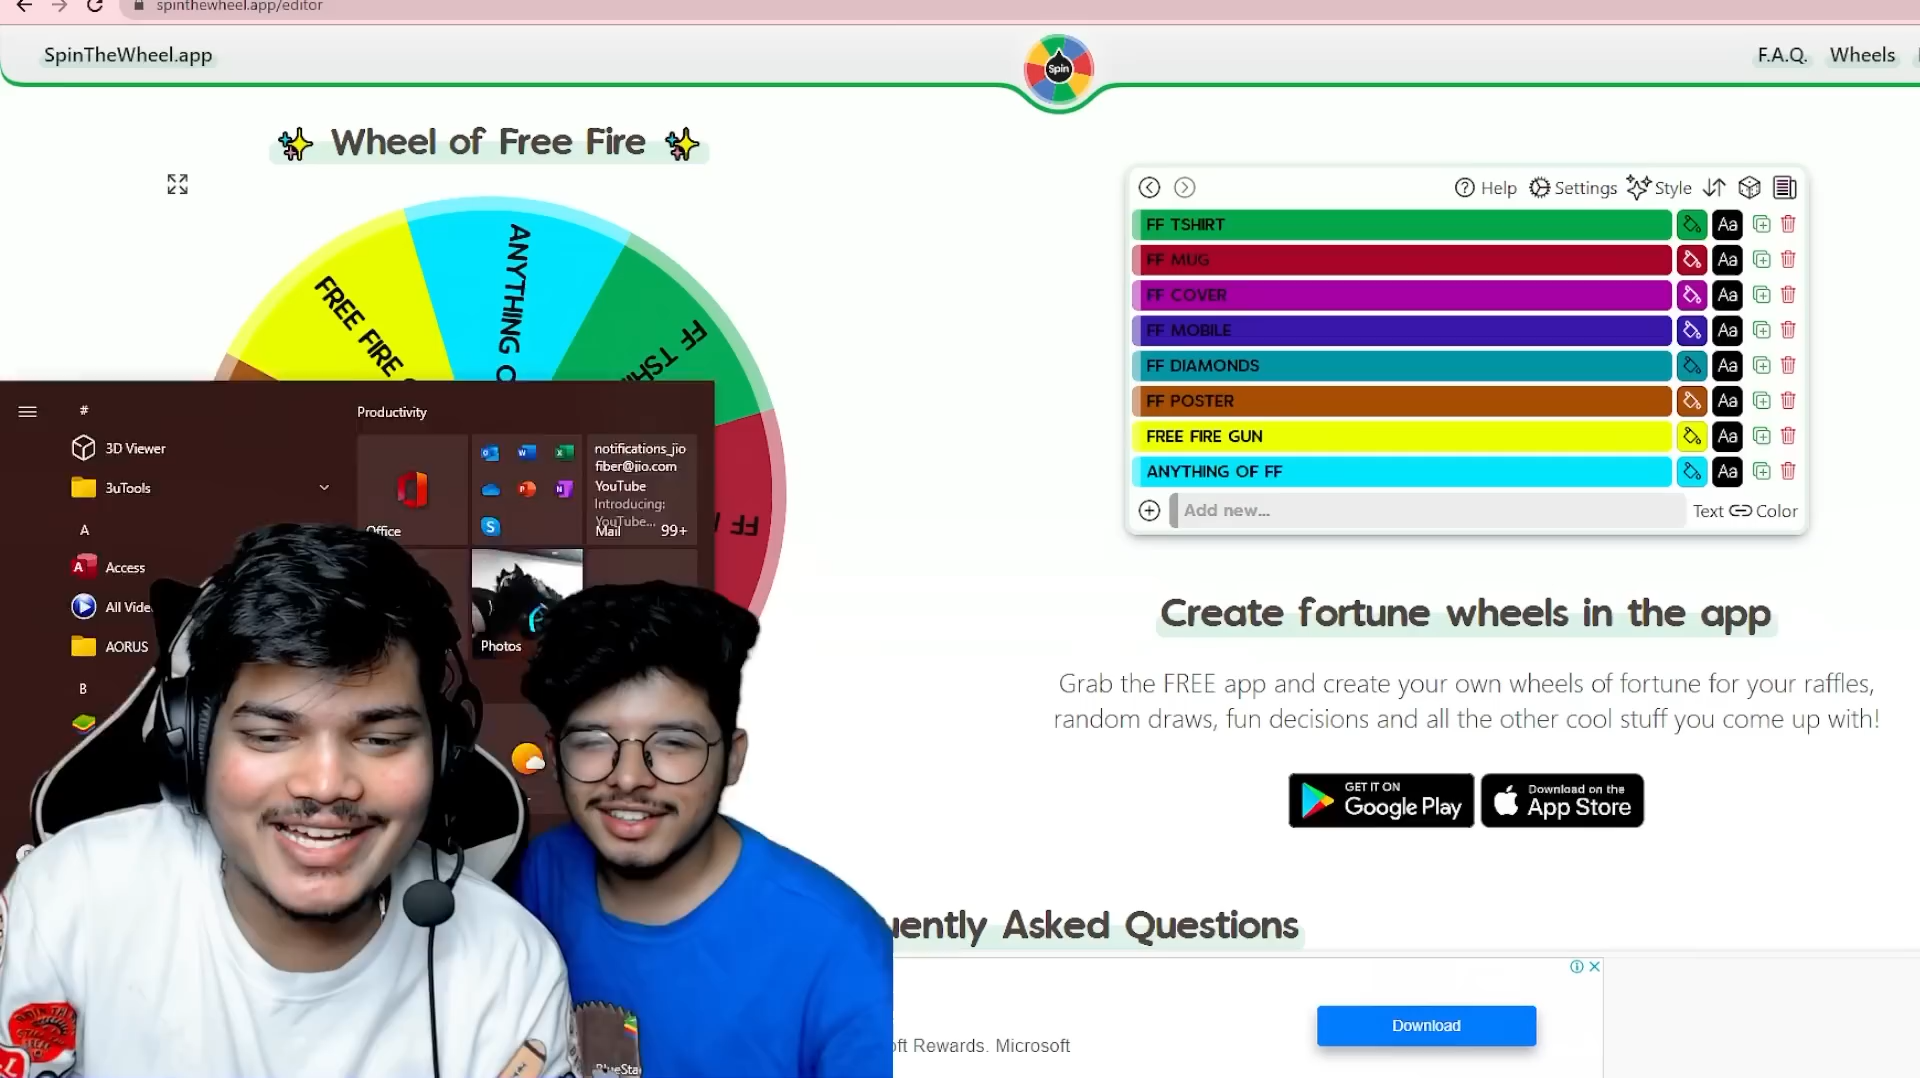 spinthewheel.app/editor
SpinTheWheel.app
Spin
F.A.Q.
Wheels
Wheel of Free Fire
Help
Settings
Style
FF TSHIRT
Aa
FF MUG
Aa
FF COVER
Aa
FF MOBILE
Aa
FF DIAMONDS
Aa
FF POSTER
Aa
FREE FIRE GUN
Aa
ANYTHING OF FF
Aa
Add new...
Text
Color
FREE FIRE
ANYTHING O
FF TSHI
FF
#
3D Viewer
3uTools
A
Access
All Vide
AORUS
B
Productivity
Office
notifications_jio
fiber@jio.com
YouTube
Introducing:
YouTube...
Mail 99+
Photos
BlueSta
Create fortune wheels in the app
Grab the FREE app and create your own wheels of fortune for your raffles,
random draws, fun decisions and all the other cool stuff you come up with!
GET IT ON
Google Play
Download on the
App Store
uently Asked Questions
Download
oft Rewards. Microsoft